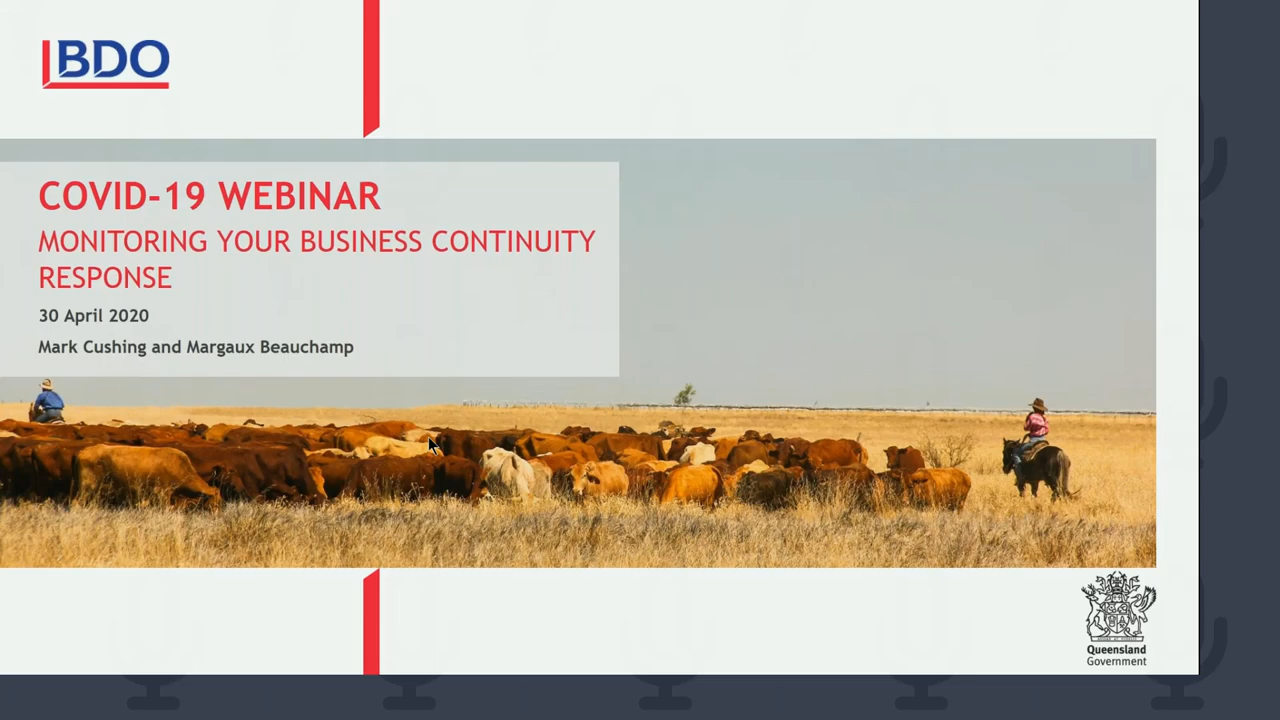 BDO
COVID-19 WEBINAR
MONITORING YOUR BUSINESS CONTINUITY
RESPONSE
30 April 2020
Mark Cushing and Margaux Beauchamp
Queensland
Government